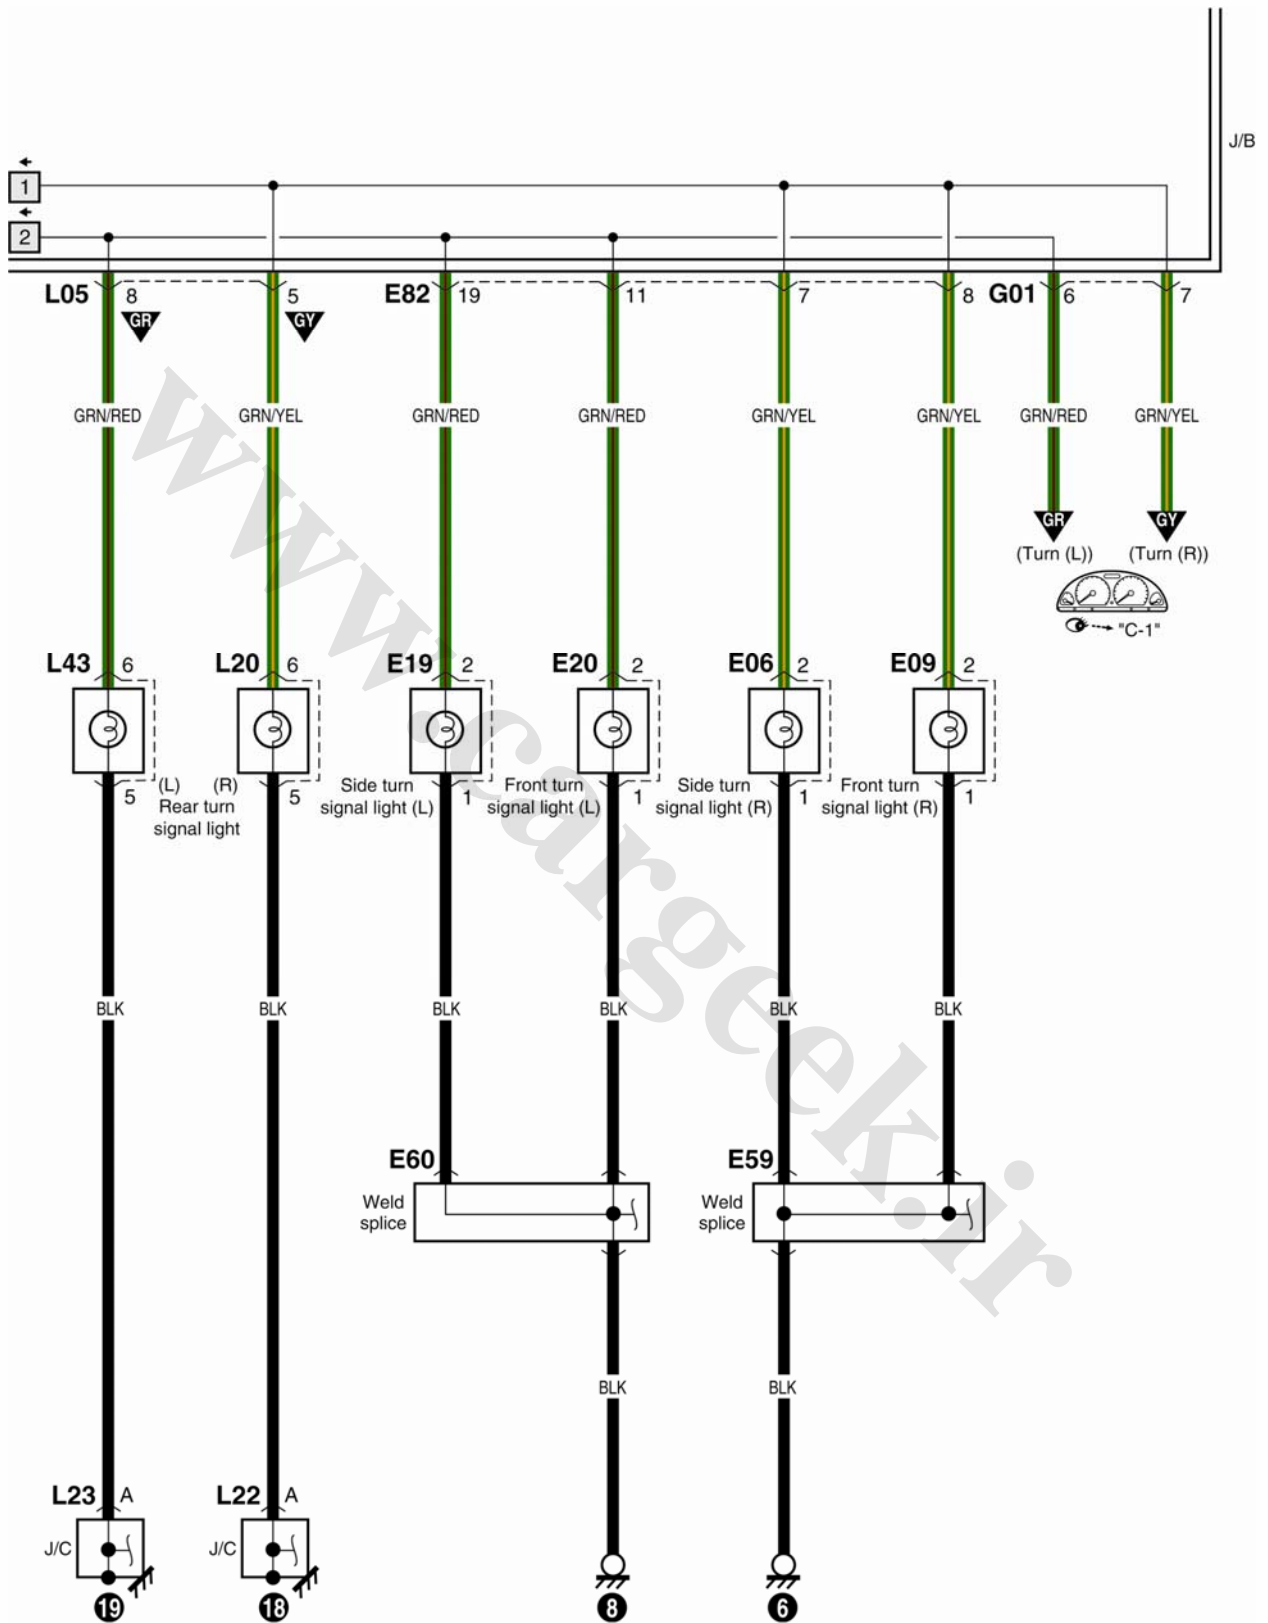 J/B
1
2
L05 8 5 E82 19 11 7 8 G01 6 7
GR GY
GRN/RED GRN/YEL GRN/RED GRN/RED GRN/YEL GRN/YEL GRN/RED GRN/YEL
GR GY
(Turn (L)) (Turn (R))
"C-1"
L43 6 L20 6 E19 2 E20 2 E06 2 E09 2
5 (L) (R) 5
Rear turn
signal light
Side turn
signal light (L) 1
Front turn
signal light (L) 1
Side turn
signal light (R) 1
Front turn
signal light (R) 1
BLK BLK BLK BLK BLK BLK
E60 E59
Weld
splice
Weld
splice
BLK BLK
L23 A L22 A
J/C J/C
19 18 8 6
www.cargeek.ir